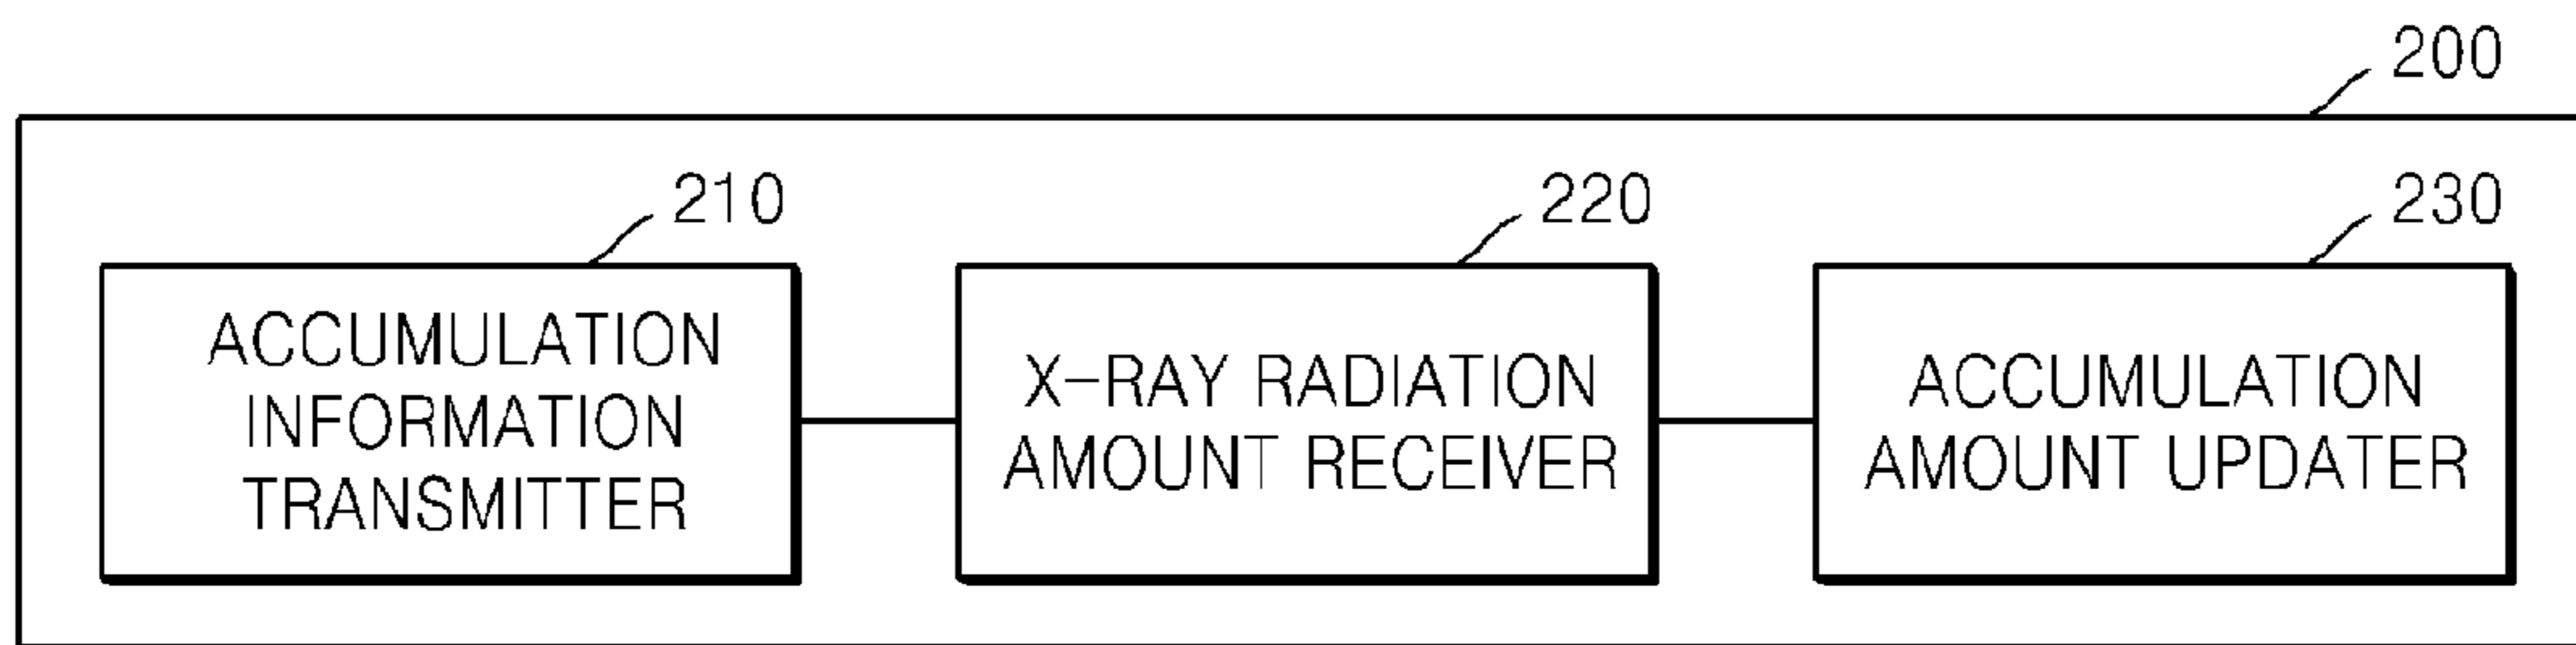 200
210
220
230
ACCUMULATION
INFORMATION
TRANSMITTER
X-RAY RADIATION
AMOUNT RECEIVER
ACCUMULATION
AMOUNT UPDATER